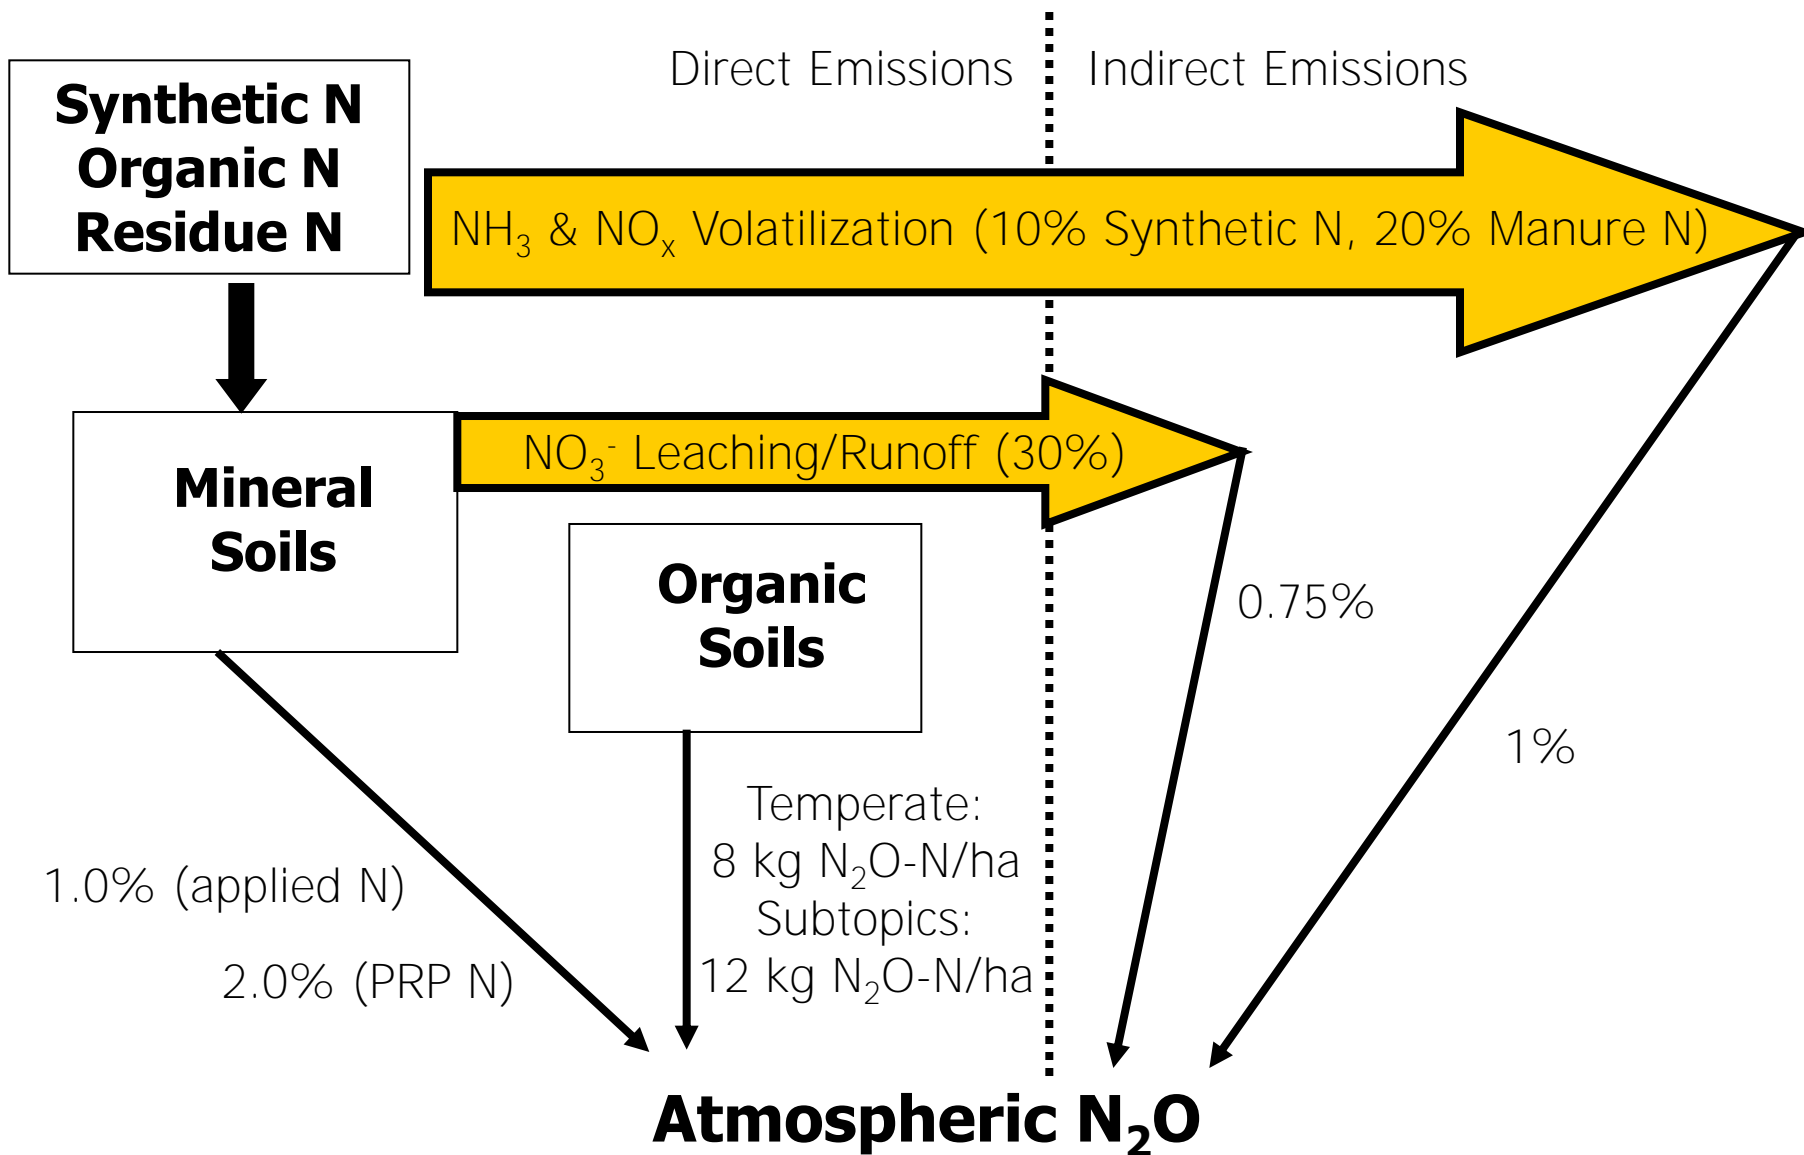 Direct Emissions
Indirect Emissions
Synthetic N
Organic N
Residue N
NH₃ & NOₓ Volatilization (10% Synthetic N, 20% Manure N)
NO₃⁻ Leaching/Runoff (30%)
Mineral
Soils
Organic
Soils
0.75%
1%
Temperate:
8 kg N₂O-N/ha
Subtopics:
12 kg N₂O-N/ha
1.0% (applied N)
2.0% (PRP N)
Atmospheric N₂O